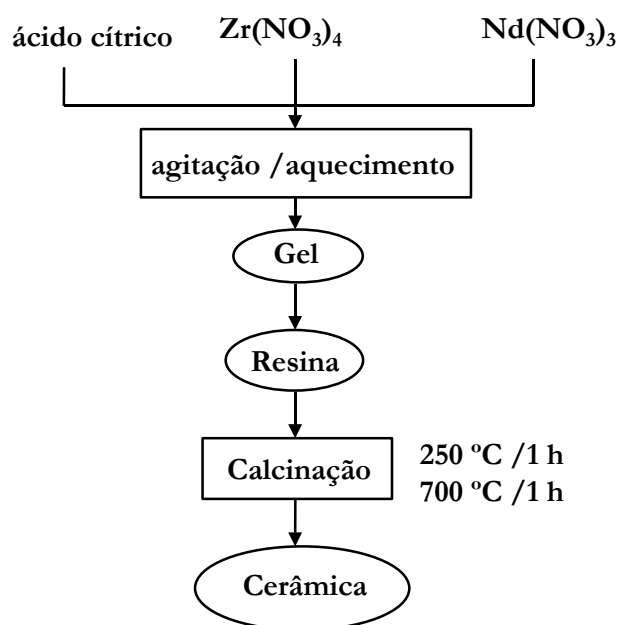 ácido cítrico
Zr(NO₃)₄
Nd(NO₃)₃
agitação /aquecimento
Gel
Resina
Calcinação
250 ºC /1 h
700 ºC /1 h
Cerâmica